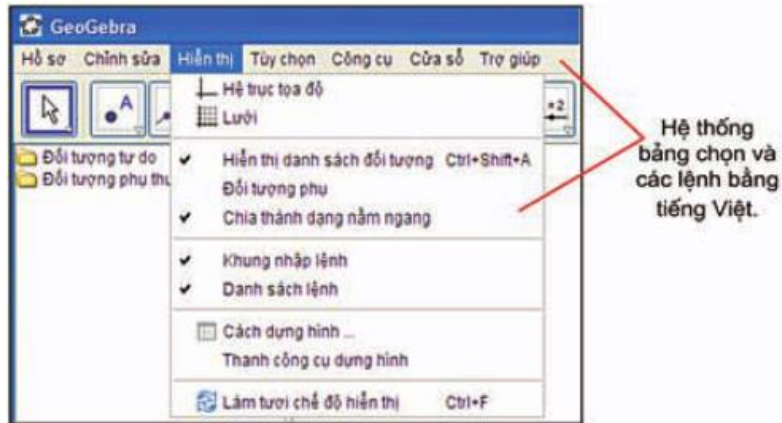 GeoGebra
Hồ sơ Chỉnh sửa Hiển thị Tùy chọn Công cụ Cửa sổ Trợ giúp
Hệ trục tọa độ
Lưới
A
=2
Đối tượng tự do
Đối tượng phụ thu
Hiển thị danh sách đối tượng Ctrl+Shift+A
Đối tượng phụ
Chia thành dạng nằm ngang
Khung nhập lệnh
Danh sách lệnh
Cách dựng hình ...
Thanh công cụ dựng hình
Làm tươi chế độ hiển thị Ctrl+F
Hệ thống
bảng chọn và
các lệnh bằng
tiếng Việt.